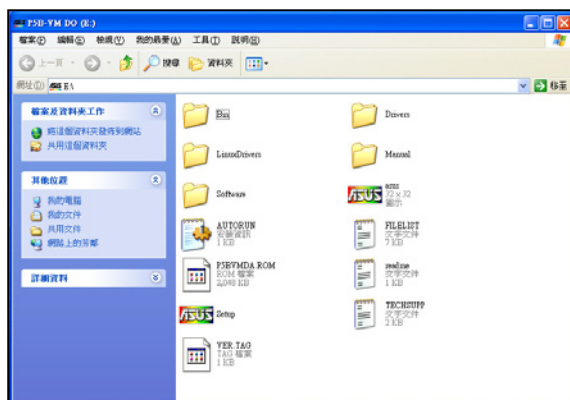 P5B-VM DO (E:)
檔案(F) 編輯(E) 檢視(V) 我的最愛(A) 工具(T) 說明(H)
上一頁 搜尋 資料夾
網址(D) E:\ 移至
檔案及資料夾工作
將這個資料夾發佈到網站
共用這個資料夾
其他位置
我的電腦
我的文件
共用文件
網路上的芳鄰
詳細資料
Bin
Drivers
LinuxDrivers
Manual
Software
asus
32 x 32
圖示
AUTORUN
安裝資訊
1 KB
FILELIST
文字文件
7 KB
P5BVMDA.ROM
ROM 檔案
2,048 KB
readme
文字文件
1 KB
ASUS Setup
TECHSUPP
文字文件
2 KB
VER.TAG
TAG 檔案
1 KB